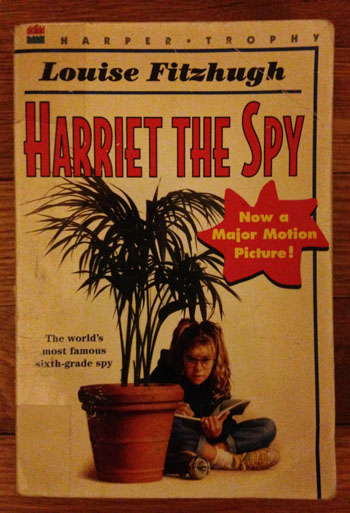 HARPER • TROPHY
Louise Fitzhugh
HARRIET THE SPY
Now a
Major Motion
Picture!
The world's
most famous
sixth-grade spy